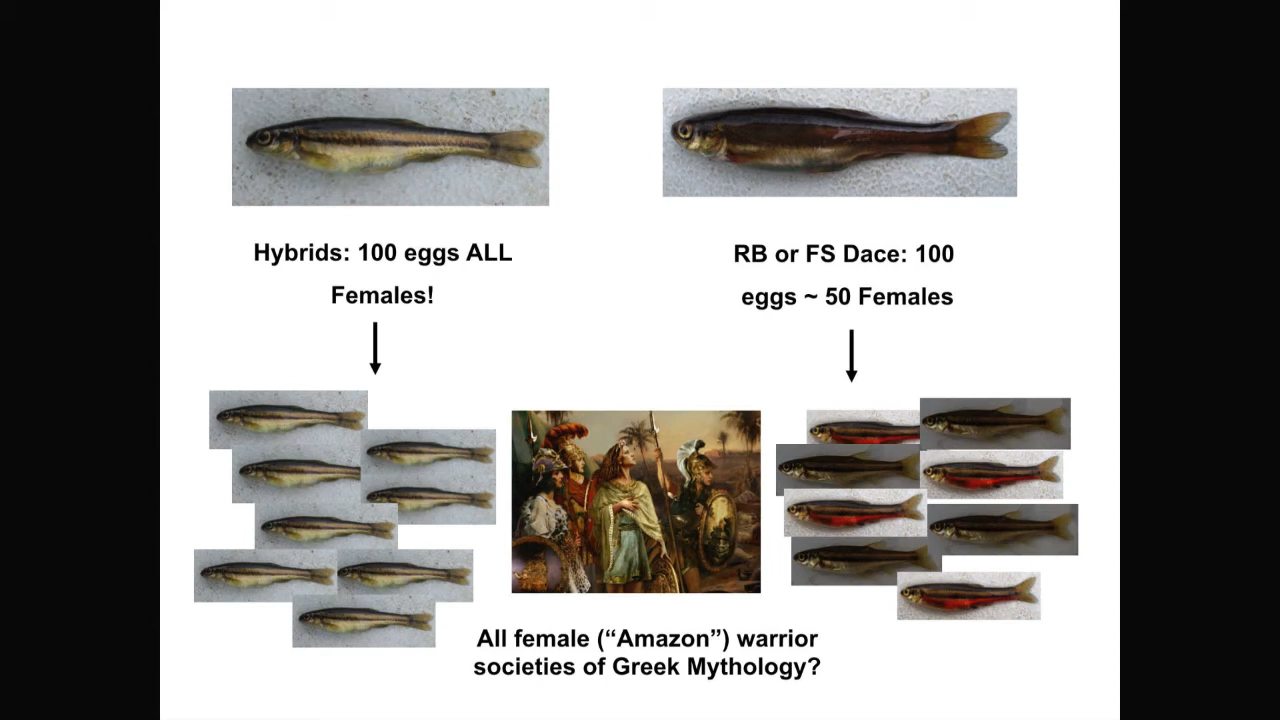 Hybrids: 100 eggs ALL
Females!
RB or FS Dace: 100
eggs ~ 50 Females
All female (“Amazon”) warrior
societies of Greek Mythology?